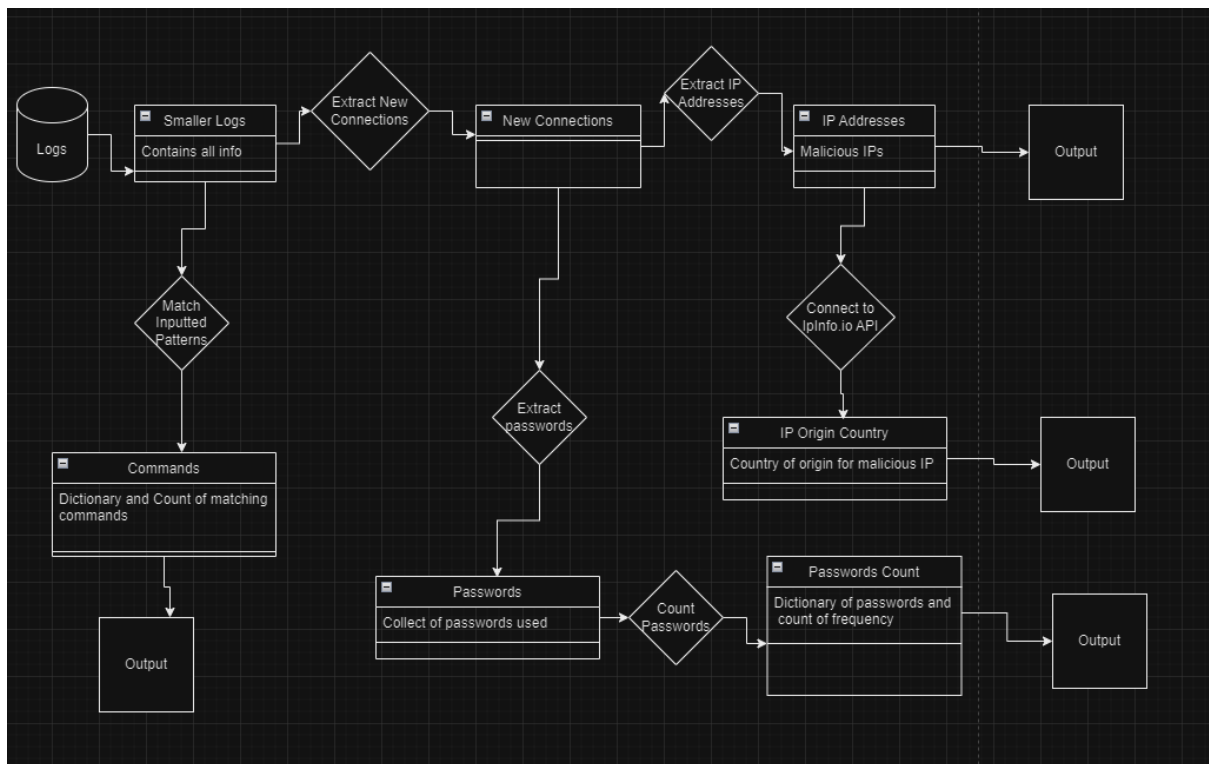 Logs
Smaller Logs
Contains all info
Extract New
Connections
New Connections
Extract IP
Addresses
IP Addresses
Malicious IPs
Output
Match
Inputted
Patterns
Connect to
IpInfo.io API
Extract
passwords
IP Origin Country
Country of origin for malicious IP
Output
Commands
Dictionary and Count of matching
commands
Output
Passwords
Collect of passwords used
Count
Passwords
Passwords Count
Dictionary of passwords and
count of frequency
Output